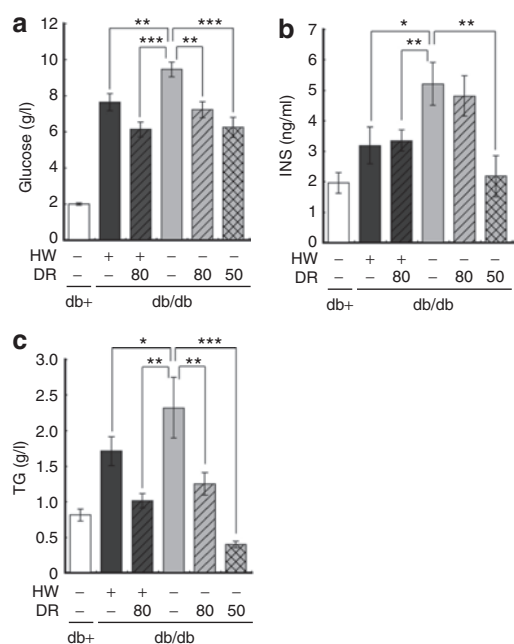 a
** ***
*** **
Glucose (g/l)
12
10
8
6
4
2
0
HW – + + – – –
DR – – 80 – 80 50
db+ db/db
b
* **
**
INS (ng/ml)
7
6
5
4
3
2
1
0
HW – + + – – –
DR – – 80 – 80 50
db+ db/db
c
* ***
** **
TG (g/l)
3.0
2.5
2.0
1.5
1.0
0.5
0
HW – + + – – –
DR – – 80 – 80 50
db+ db/db